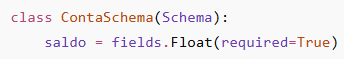 class ContaSchema(Schema):
    saldo = fields.Float(required=True)